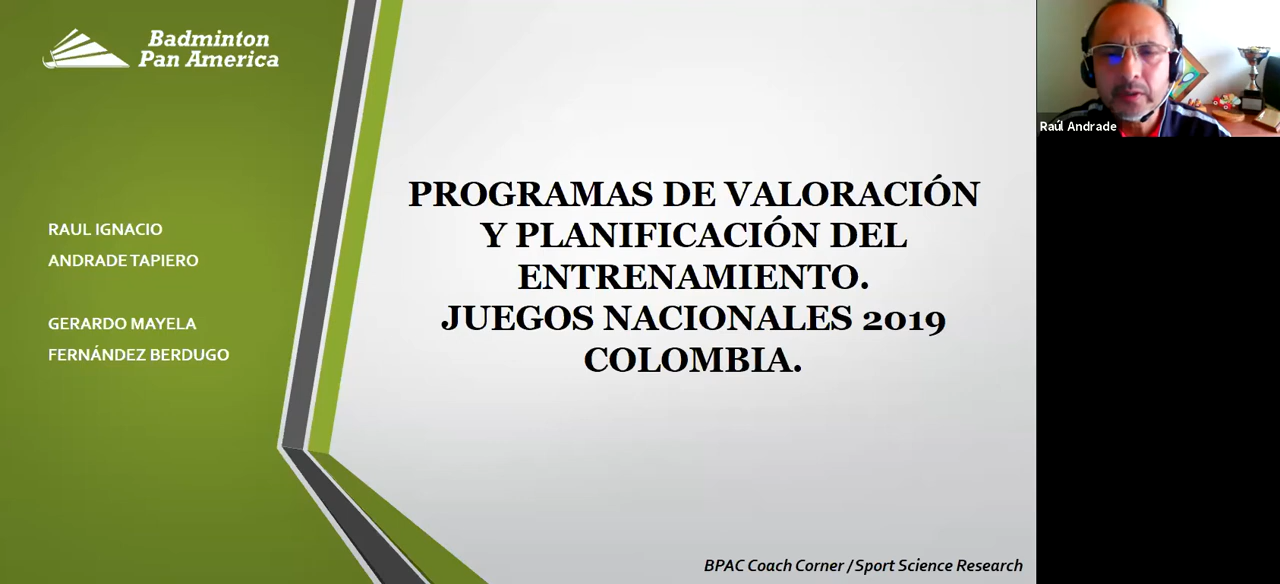 Badminton
Pan America
RAUL IGNACIO
ANDRADE TAPIERO
GERARDO MAYELA
FERNÁNDEZ BERDUGO
PROGRAMAS DE VALORACIÓN
Y PLANIFICACIÓN DEL
ENTRENAMIENTO.
JUEGOS NACIONALES 2019
COLOMBIA.
BPAC Coach Corner / Sport Science Research
Raúl Andrade